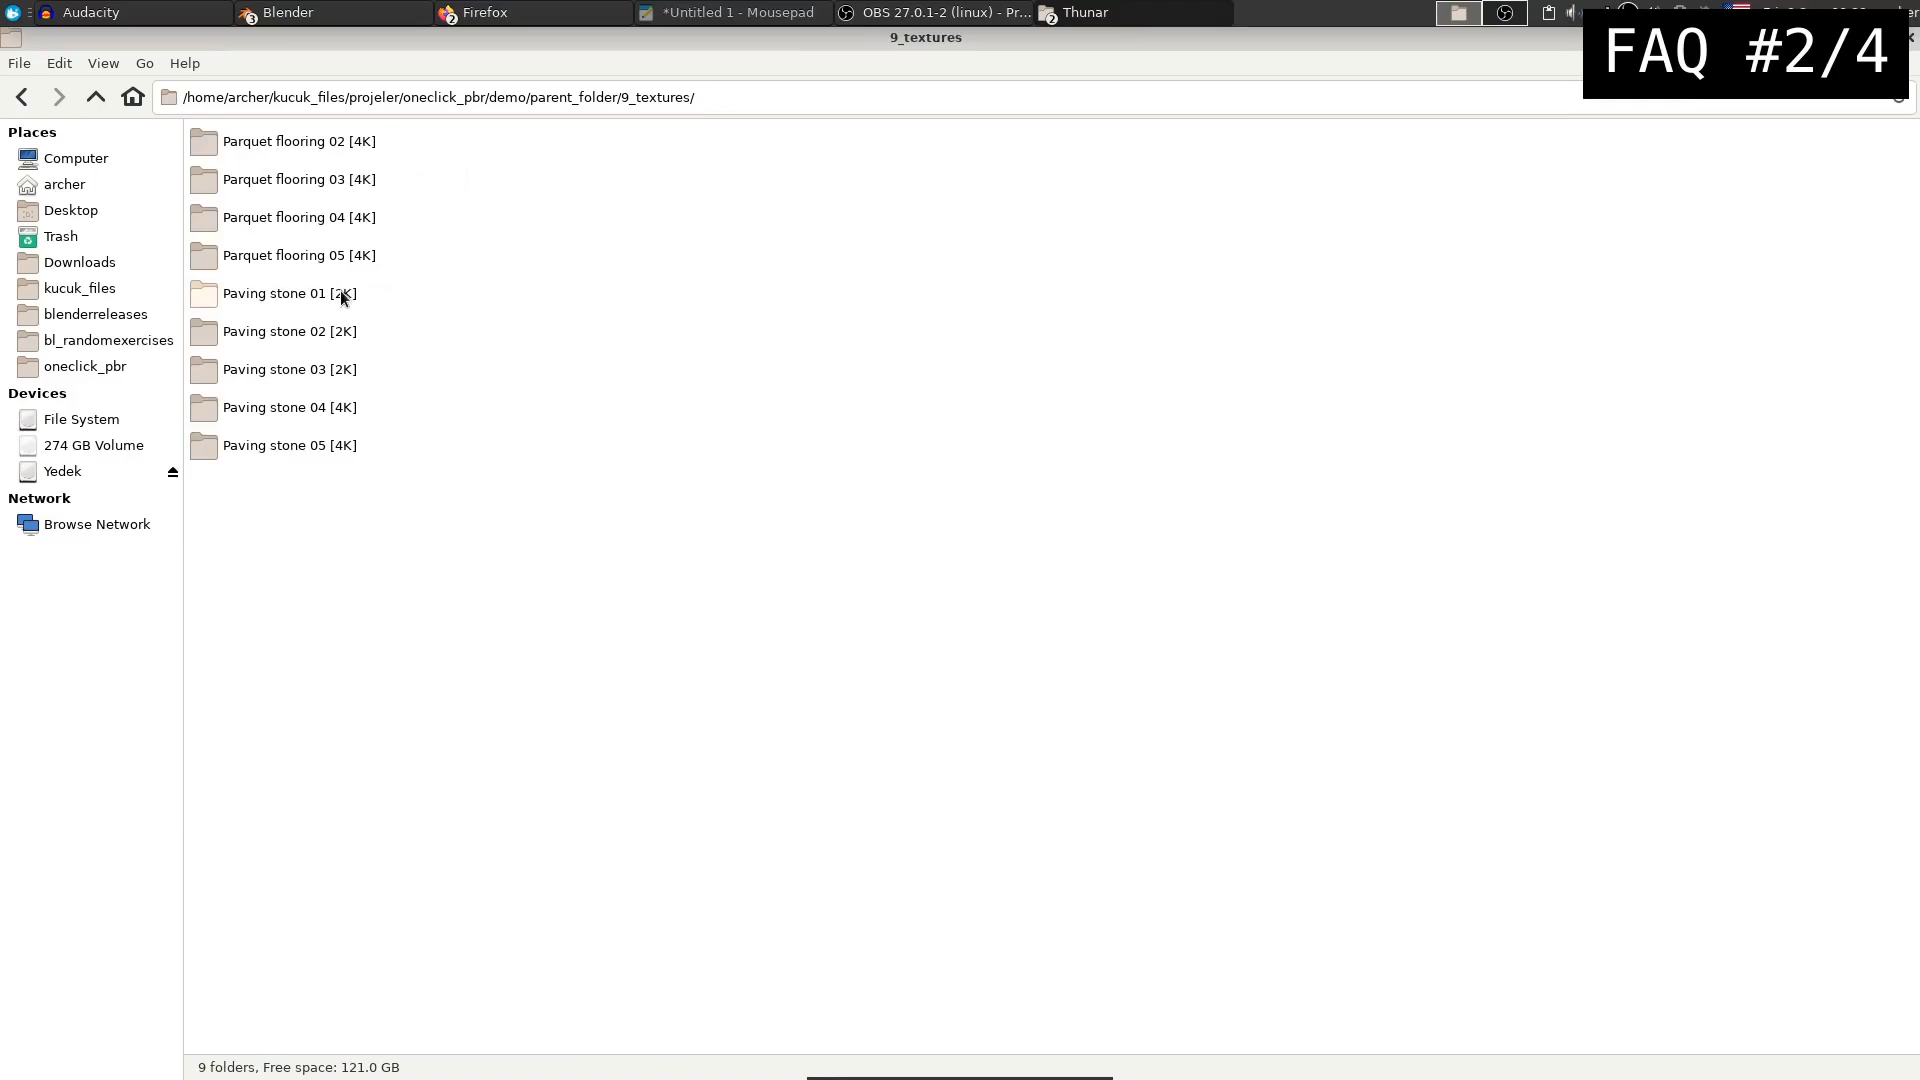 Audacity
3 Blender
2 Firefox
*Untitled 1 - Mousepad
OBS 27.0.1-2 (linux) - Pr...
2 Thunar
9_textures
FAQ #2/4
File Edit View Go Help
/home/archer/kucuk_files/projeler/oneclick_pbr/demo/parent_folder/9_textures/
Places
Computer
archer
Desktop
Trash
Downloads
kucuk_files
blenderreleases
bl_randomexercises
oneclick_pbr
Devices
File System
274 GB Volume
Yedek
Network
Browse Network
Parquet flooring 02 [4K]
Parquet flooring 03 [4K]
Parquet flooring 04 [4K]
Parquet flooring 05 [4K]
Paving stone 01 [2K]
Paving stone 02 [2K]
Paving stone 03 [2K]
Paving stone 04 [4K]
Paving stone 05 [4K]
9 folders, Free space: 121.0 GB